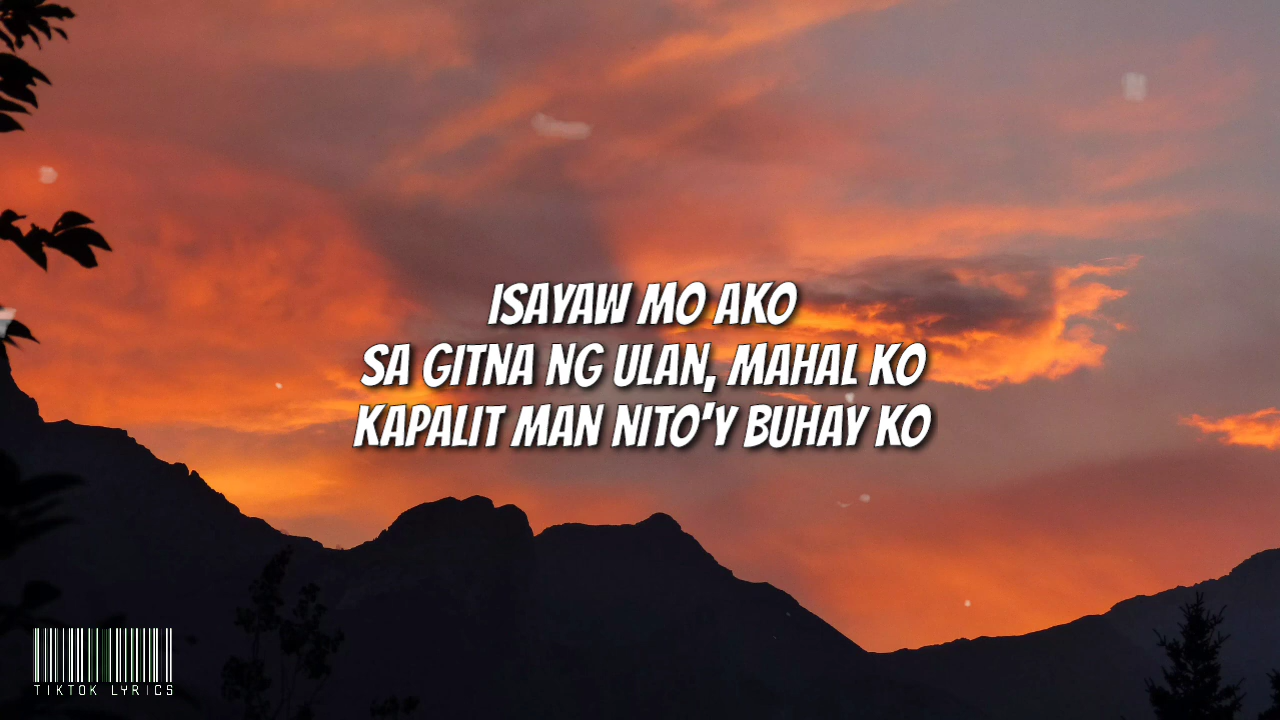 ISAYAW MO AKO
SA GITNA NG ULAN, MAHAL KO
KAPALIT MAN NITO'Y BUHAY KO
TIKTOK LYRICS